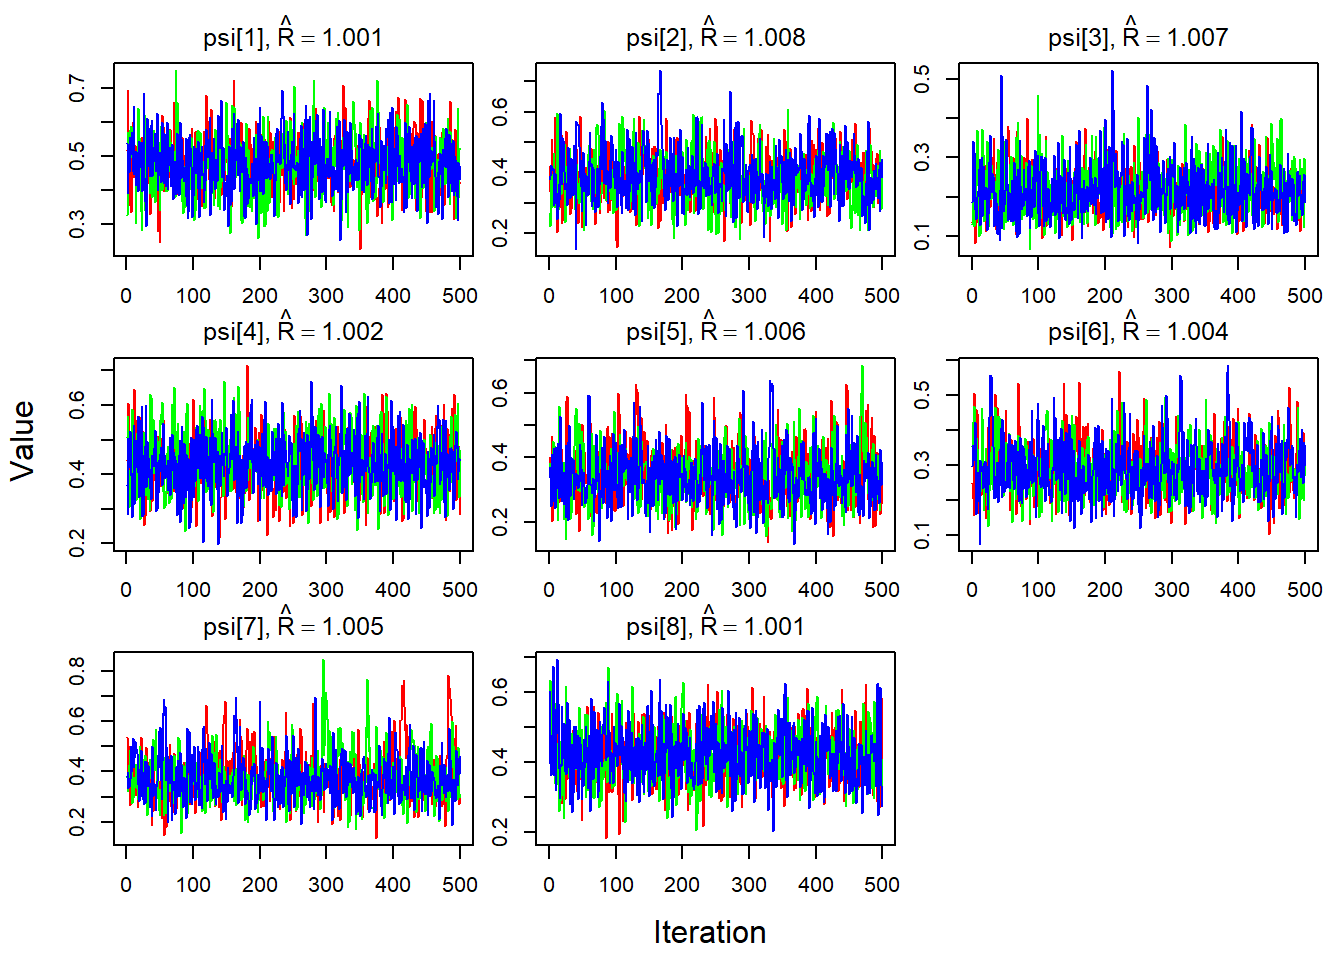 psi[1], R̂ = 1.001
0.7
0.5
0.3
0 100 200 300 400 500
psi[2], R̂ = 1.008
0.6
0.4
0.2
0 100 200 300 400 500
psi[3], R̂ = 1.007
0.5
0.3
0.1
0 100 200 300 400 500
psi[4], R̂ = 1.002
0.6
0.4
0.2
0 100 200 300 400 500
psi[5], R̂ = 1.006
0.6
0.4
0.2
0 100 200 300 400 500
psi[6], R̂ = 1.004
0.5
0.3
0.1
0 100 200 300 400 500
psi[7], R̂ = 1.005
0.8
0.6
0.4
0.2
0 100 200 300 400 500
psi[8], R̂ = 1.001
0.6
0.4
0.2
0 100 200 300 400 500
Value
Iteration